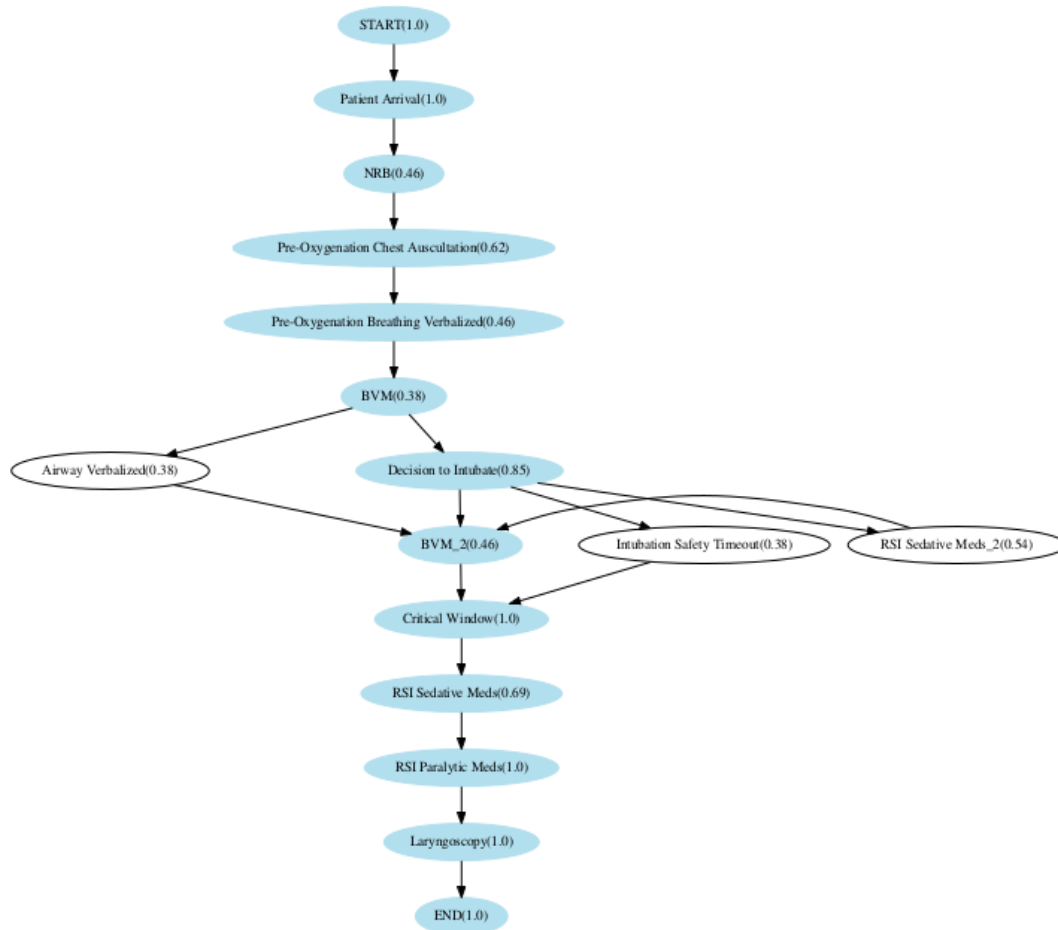 START(1.0)
Patient Arrival(1.0)
NRB(0.46)
Pre-Oxygenation Chest Auscultation(0.62)
Pre-Oxygenation Breathing Verbalized(0.46)
BVM(0.38)
Airway Verbalized(0.38)
Decision to Intubate(0.85)
BVM_2(0.46)
Intubation Safety Timeout(0.38)
RSI Sedative Meds_2(0.54)
Critical Window(1.0)
RSI Sedative Meds(0.69)
RSI Paralytic Meds(1.0)
Laryngoscopy(1.0)
END(1.0)